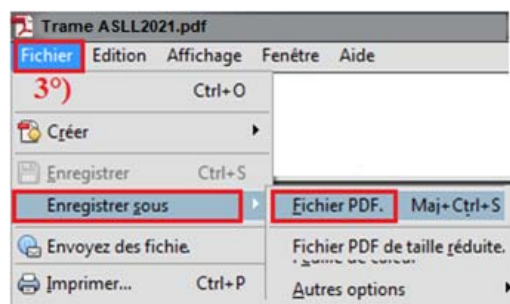 Trame ASLL2021.pdf
Fichier Edition Affichage Fenêtre Aide
3°) Ctrl+O
Créer
Enregistrer Ctrl+S
Enregistrer sous
Fichier PDF. Maj+Ctrl+S
Envoyez des fichie
Fichier PDF de taille réduite.
Imprimer... Ctrl+P
Autres options